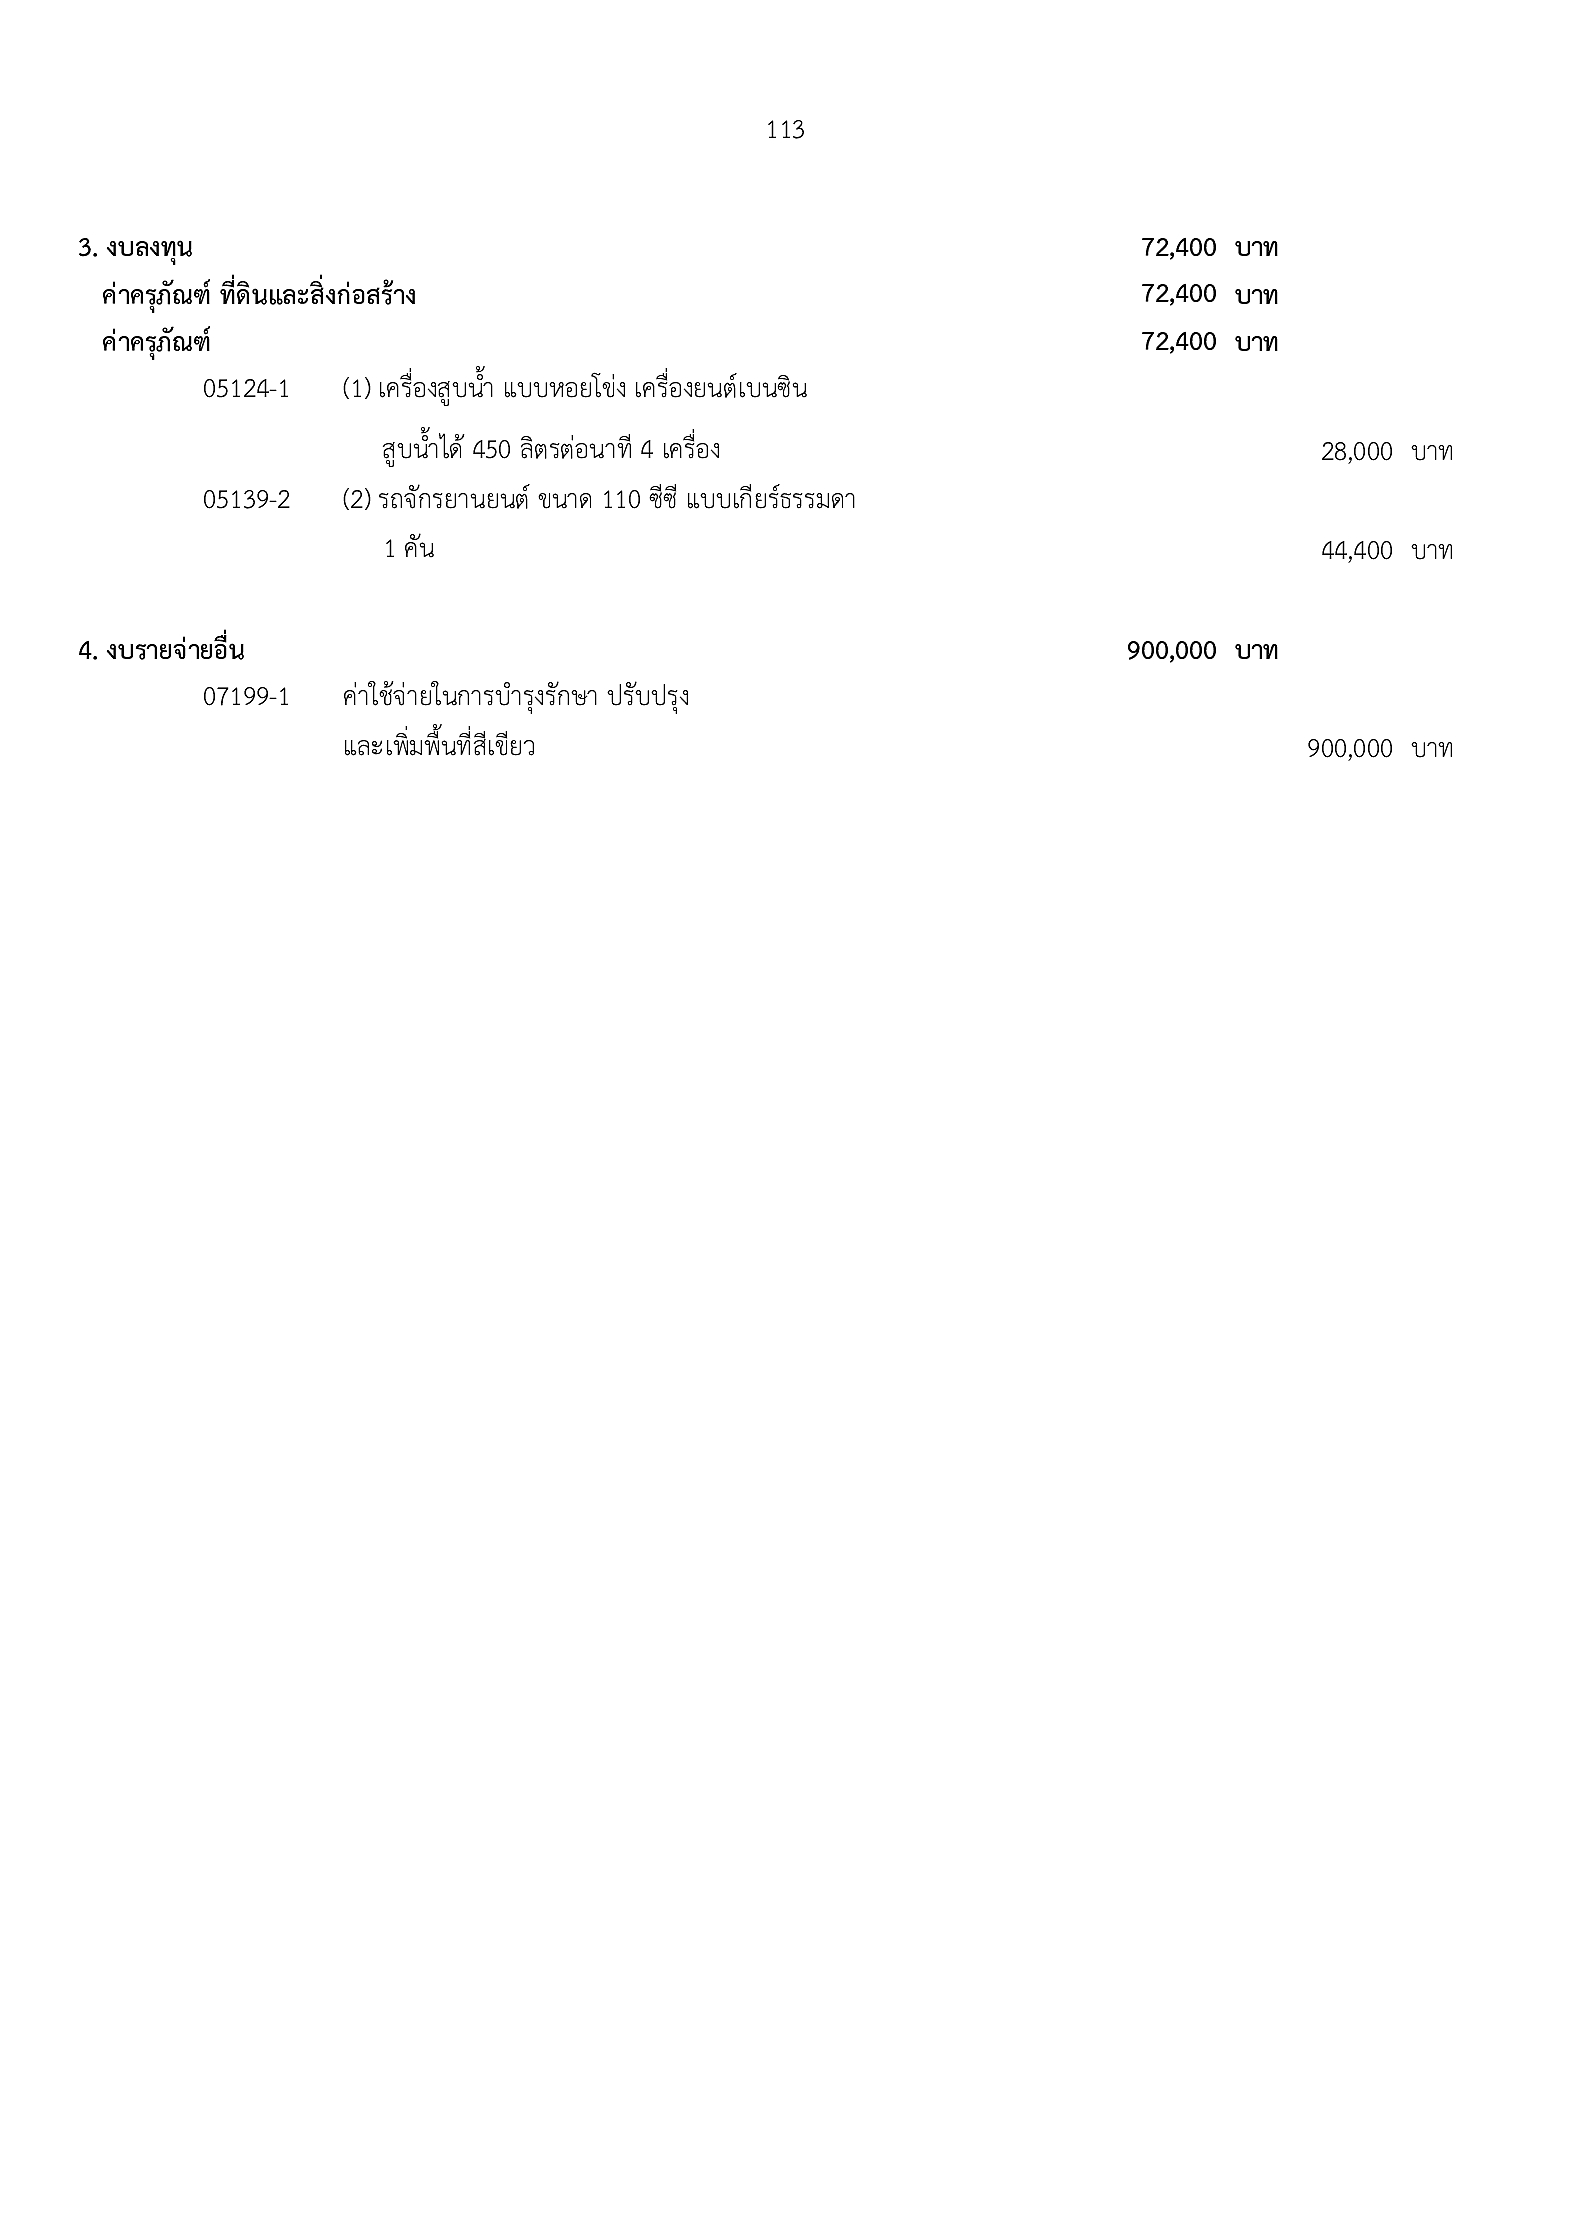 113
3. งบลงทุน 72,400 บาท
ค่าครุภัณฑ์ ที่ดินและสิ่งก่อสร้าง 72,400 บาท
ค่าครุภัณฑ์ 72,400 บาท
05124-1 (1) เครื่องสูบน้ำ แบบหอยโข่ง เครื่องยนต์เบนซิน
สูบน้ำได้ 450 ลิตรต่อนาที 4 เครื่อง 28,000 บาท
05139-2 (2) รถจักรยานยนต์ ขนาด 110 ซีซี แบบเกียร์ธรรมดา
1 คัน 44,400 บาท
4. งบรายจ่ายอื่น 900,000 บาท
07199-1 ค่าใช้จ่ายในการบำรุงรักษา ปรับปรุง
และเพิ่มพื้นที่สีเขียว 900,000 บาท